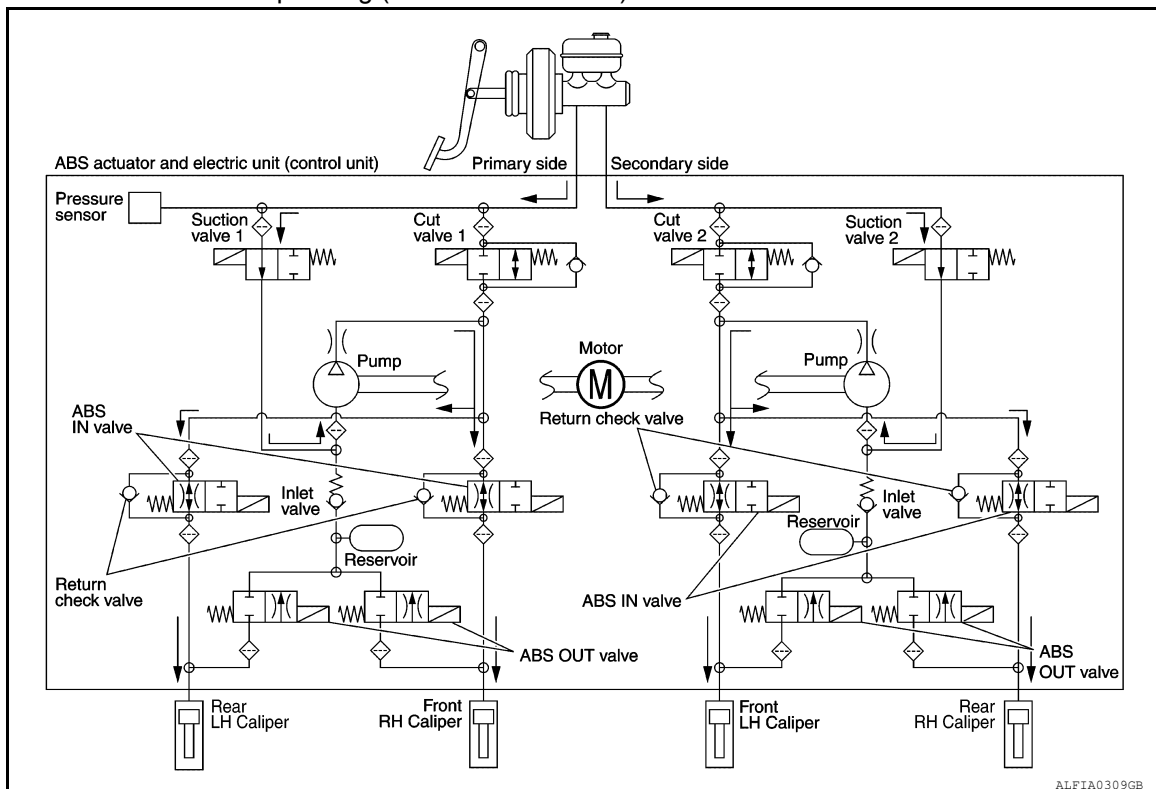 ABS actuator and electric unit (control unit)
Primary side
Secondary side
Pressure
sensor
Suction
valve 1
Cut
valve 1
Cut
valve 2
Suction
valve 2
Pump
Motor
M
Pump
Return check valve
ABS
IN valve
Inlet
valve
Inlet
valve
Reservoir
Reservoir
Return
check valve
ABS IN valve
ABS OUT valve
ABS
OUT valve
Rear
LH Caliper
Front
RH Caliper
Front
LH Caliper
Rear
RH Caliper
ALFIA0309GB